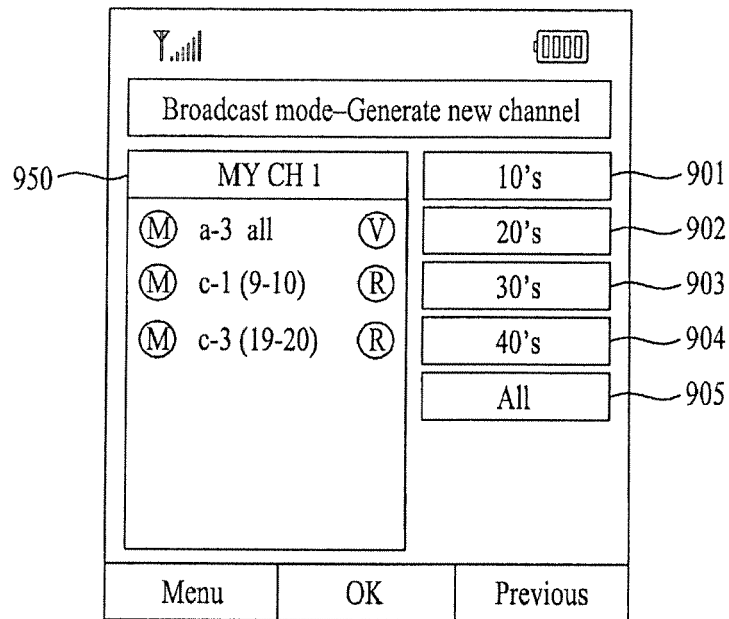 Broadcast mode–Generate new channel
950 MY CH 1 10's 901
M a-3 all V 20's 902
M c-1 (9-10) R 30's 903
M c-3 (19-20) R 40's 904
All 905
Menu OK Previous